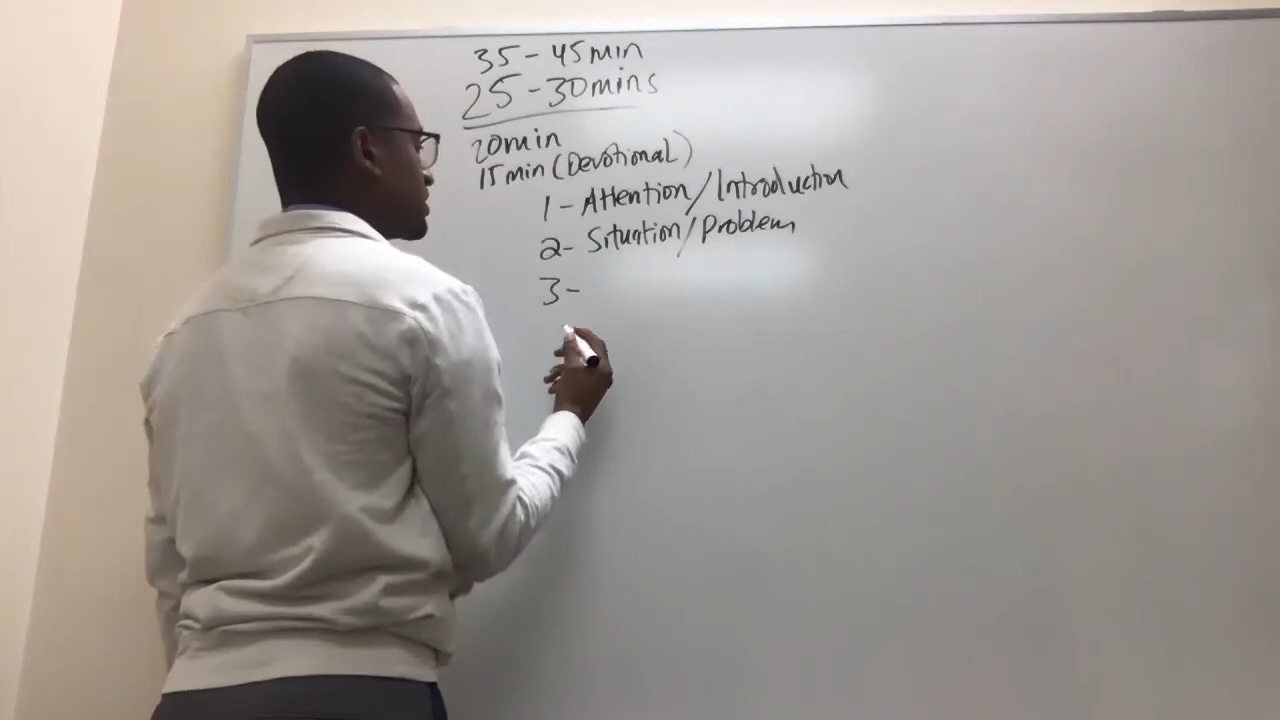 35-45min
25-30mins
20min
15min (Devotional)
1- Attention/Introduction
2- Situation/Problem
3-